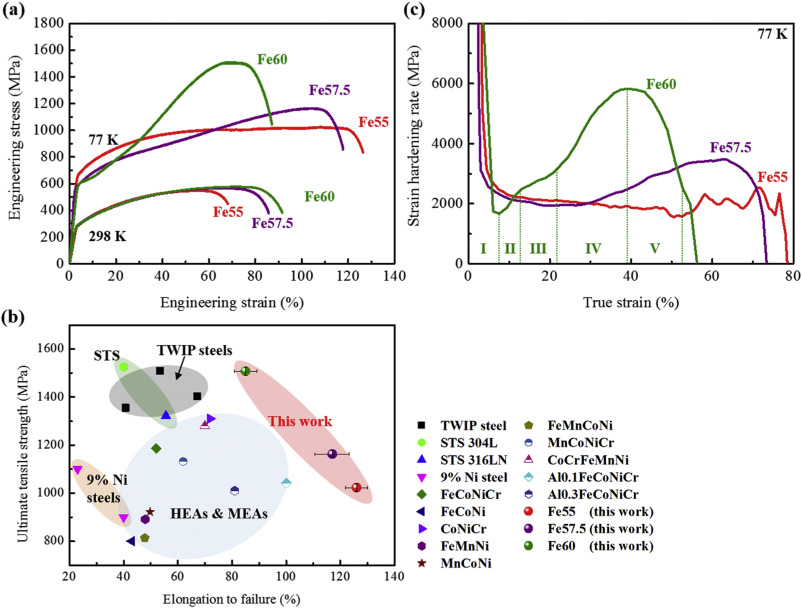 (a)
1800
1600
1400
1200
1000
800
600
400
200
0
Engineering stress (MPa)
0 20 40 60 80 100 120 140
Engineering strain (%)
77 K
298 K
Fe60
Fe57.5
Fe55
Fe60
Fe55
Fe57.5
(c)
8000
6000
4000
2000
0
Strain hardening rate (MPa)
0 10 20 30 40 50 60 70 80
True strain (%)
77 K
Fe60
Fe57.5
Fe55
I II III IV V
(b)
1600
1400
1200
1000
800
Ultimate tensile strength (MPa)
23 40 60 80 100 120 140
Elongation to failure (%)
STS
TWIP steels
This work
9% Ni
steels
HEAs & MEAs
TWIP steel
STS 304L
STS 316LN
9% Ni steel
FeCoNiCr
FeCoNi
CoNiCr
FeMnNi
MnCoNi
FeMnCoNi
MnCoNiCr
CoCrFeMnNi
Al0.1FeCoNiCr
Al0.3FeCoNiCr
Fe55 (this work)
Fe57.5 (this work)
Fe60 (this work)